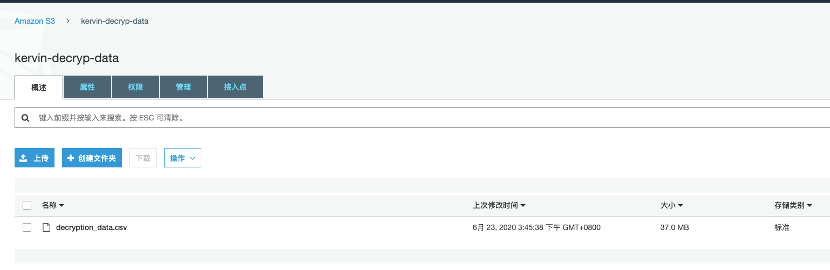 Amazon S3 > kervin-decryp-data
kervin-decryp-data
概述 属性 权限 管理 接入点
键入前缀并按输入来搜索。按 ESC 可清除。
上传 创建文件夹 下载 操作
名称 上次修改时间 大小 存储类别
decryption_data.csv 6月 23, 2020 3:45:38 下午 GMT+0800 37.0 MB 标准